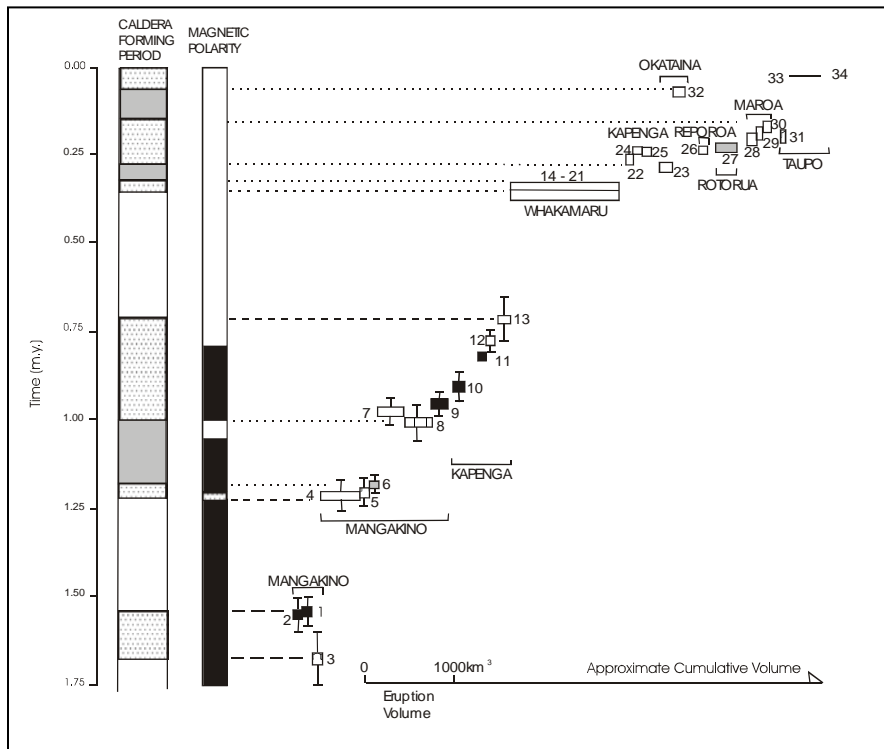 CALDERA
FORMING
PERIOD
MAGNETIC
POLARITY
0.00
0.25
0.50
0.75
1.00
1.25
1.50
1.75
Time (m.y.)
OKATAINA
32
33 34
MAROA
30
KAPENGA
REPOROA
24
25
26
29
31
28
27
22
23
TAUPO
ROTORUA
14 - 21
WHAKAMARU
13
12
11
10
9
7
8
KAPENGA
6
4
5
MANGAKINO
MANGAKINO
1
2
3
0
1000km 3
Approximate Cumulative Volume
Eruption
Volume